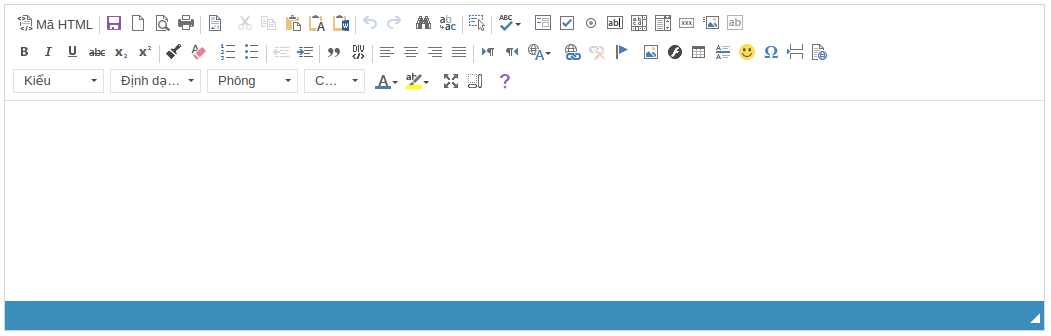 Mã HTML
Kiểu
Định dạ...
Phông
C...